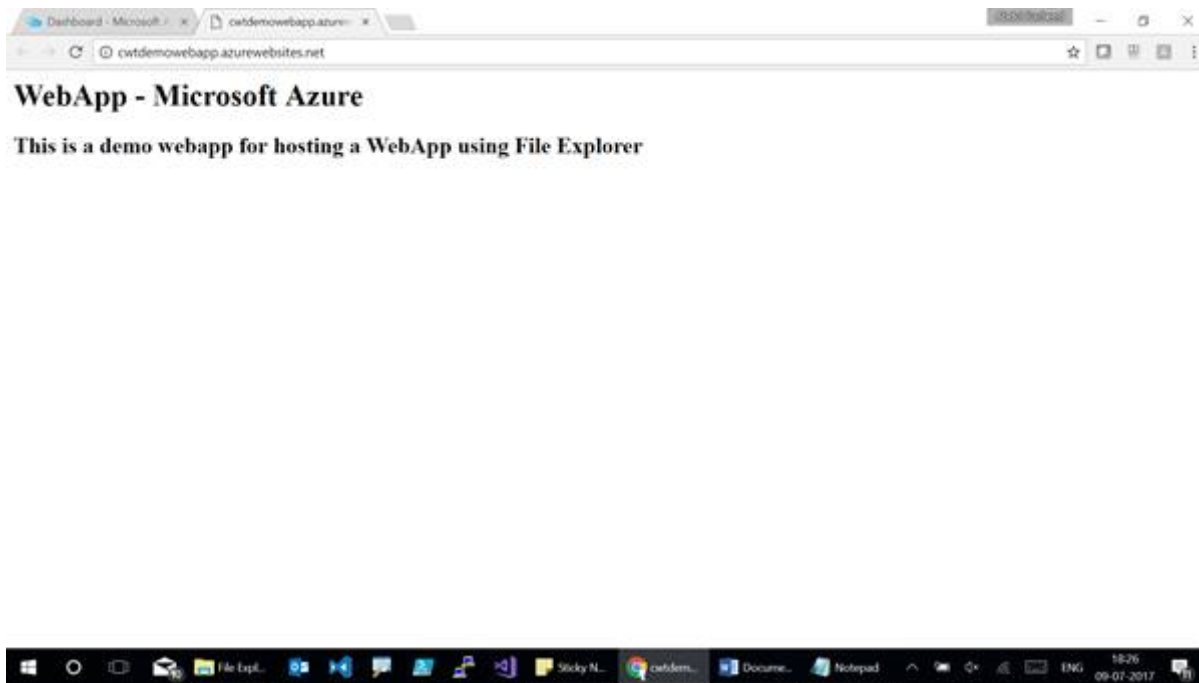 Dashboard - Microsoft
cwtdemowebapp.azure
cwtdemowebapp.azurewebsites.net
WebApp - Microsoft Azure
This is a demo webapp for hosting a WebApp using File Explorer
File Expl...
Sticky N...
cwtdem...
Docume...
Notepad
ENG
18:26
09-07-2017